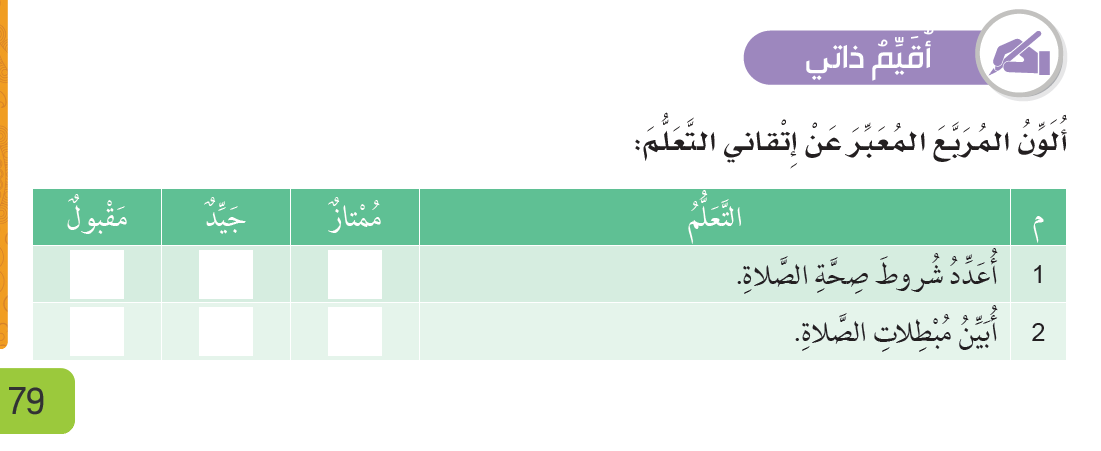 أُقَيِّمُ ذاتي
أُلَوِّنُ المُرَبَّعَ المُعَبِّرَ عَنْ إِتْقاني التَّعَلُّمَ:
م التَّعَلُّمُ مُمْتازٌ جَيِّدٌ مَقْبولٌ
1 أُعَدِّدُ شُروطَ صِحَّةِ الصَّلاةِ.
2 أُبَيِّنُ مُبْطِلاتِ الصَّلاةِ.
79